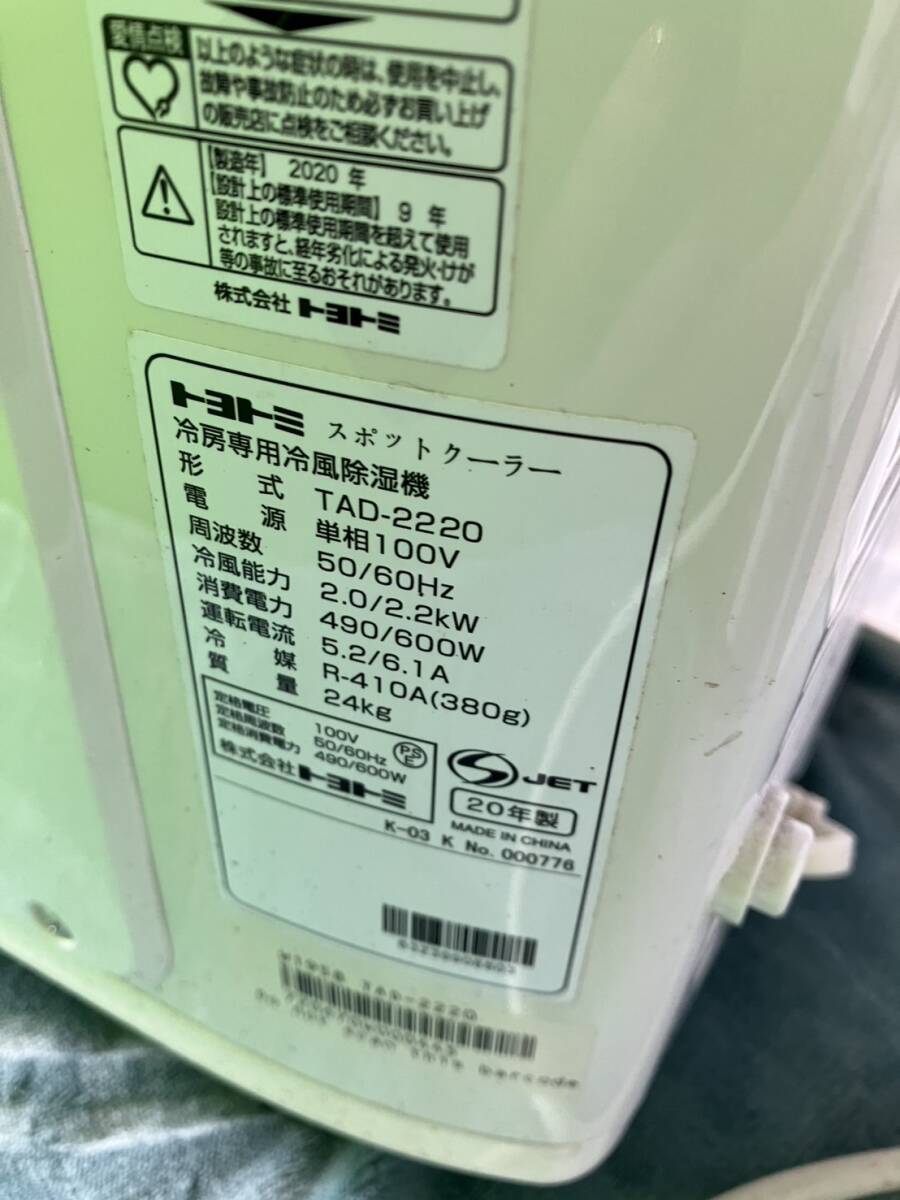 愛情点検
以上のような症状の時は、使用を中止し、
故障や事故防止のため必ずお買い上げ
の販売店に点検をご相談ください。
【製造年】 2020 年
【設計上の標準使用期間】 9 年
設計上の標準使用期間を超えて使用
されますと、経年劣化による発火・けが
等の事故に至るおそれがあります。
株式会社 トヨトミ
トヨトミ スポットクーラー
冷房専用冷風除湿機
形 式 TAD-2220
電 源 単相100V
周波数 50/60Hz
冷風能力 2.0/2.2kW
消費電力 490/600W
運転電流 5.2/6.1A
冷 媒 R-410A(380g)
質 量 24kg
定格電圧 100V
定格周波数 50/60Hz
定格消費電力 490/600W
株式会社 トヨトミ
PSE
JET
20年製
MADE IN CHINA
K-03 K No. 000776
TAD-2220
Do not scan this barcode